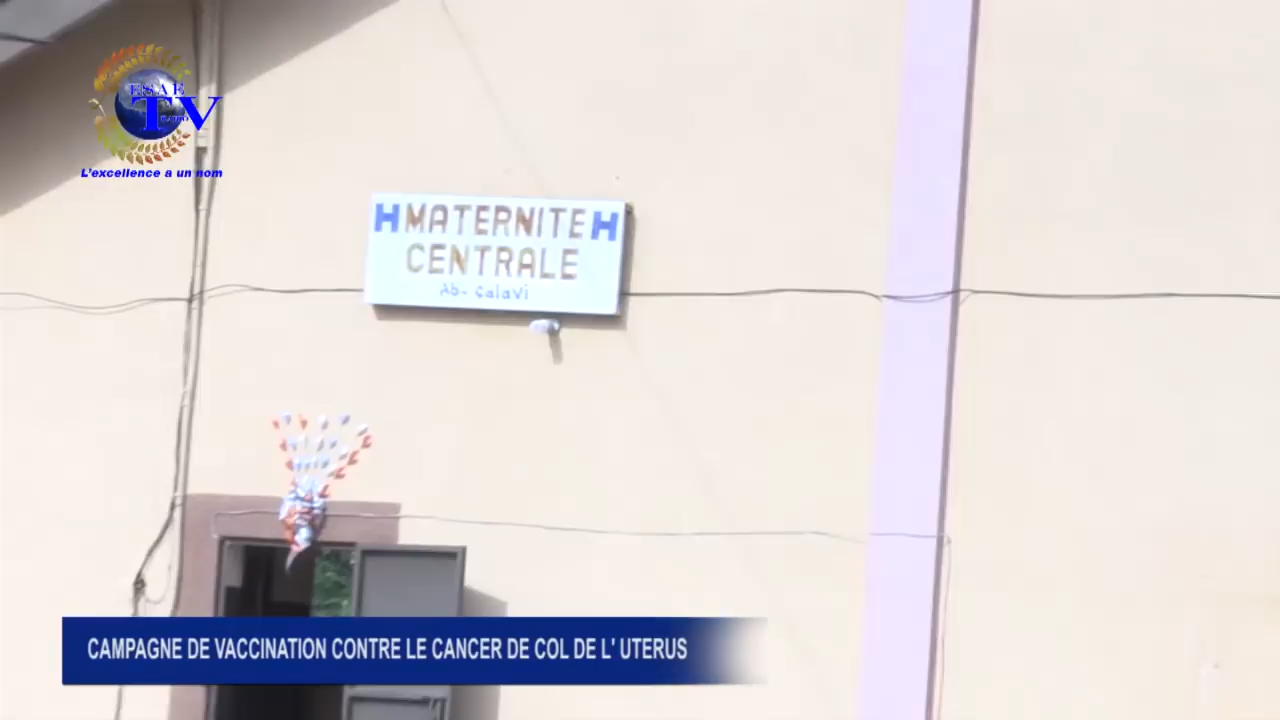 ESAE
TV
L'excellence a un nom
H MATERNITE H
CENTRALE
Ab- Calavi
CAMPAGNE DE VACCINATION CONTRE LE CANCER DE COL DE L' UTERUS